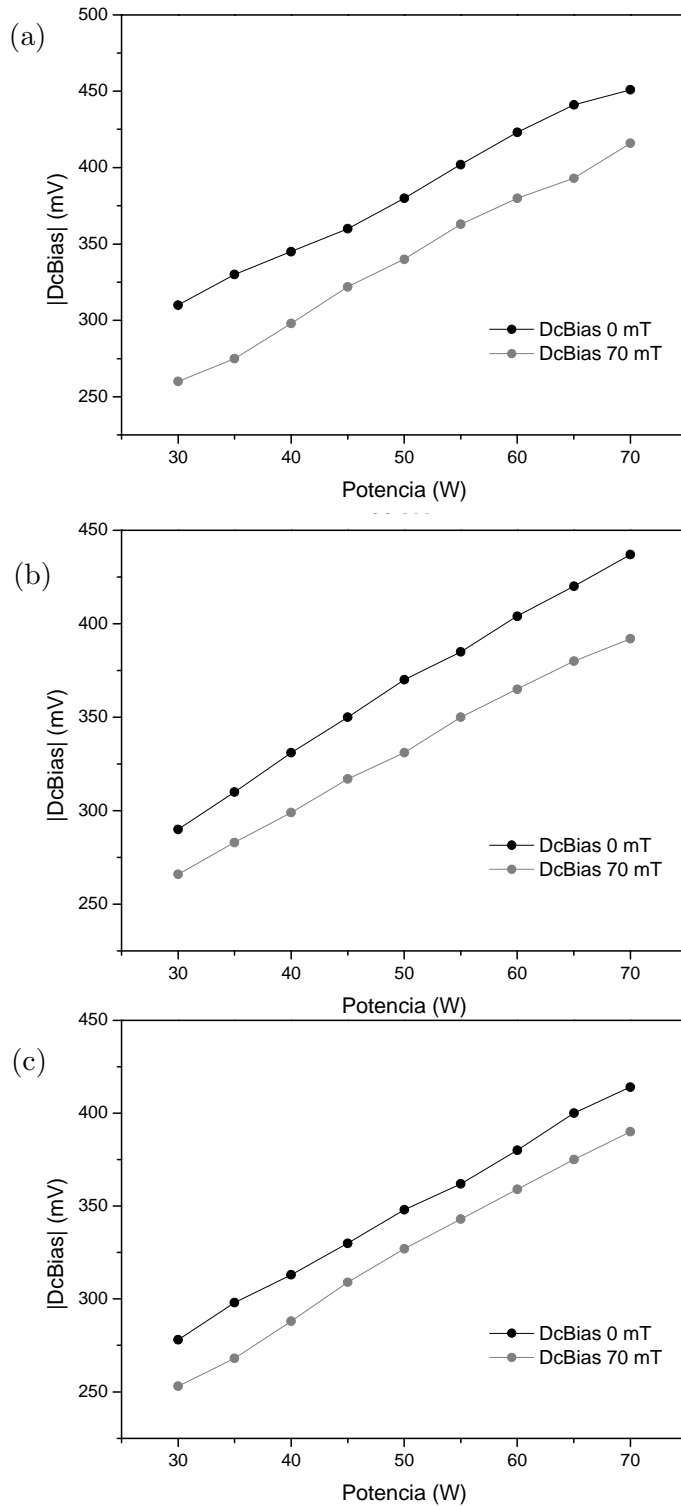 (a)
500
450
400
350
300
250
|DcBias| (mV)
DcBias 0 mT
DcBias 70 mT
30 40 50 60 70
Potencia (W)
(b)
450
400
350
300
250
|DcBias| (mV)
DcBias 0 mT
DcBias 70 mT
30 40 50 60 70
Potencia (W)
(c)
450
400
350
300
250
|DcBias| (mV)
DcBias 0 mT
DcBias 70 mT
30 40 50 60 70
Potencia (W)